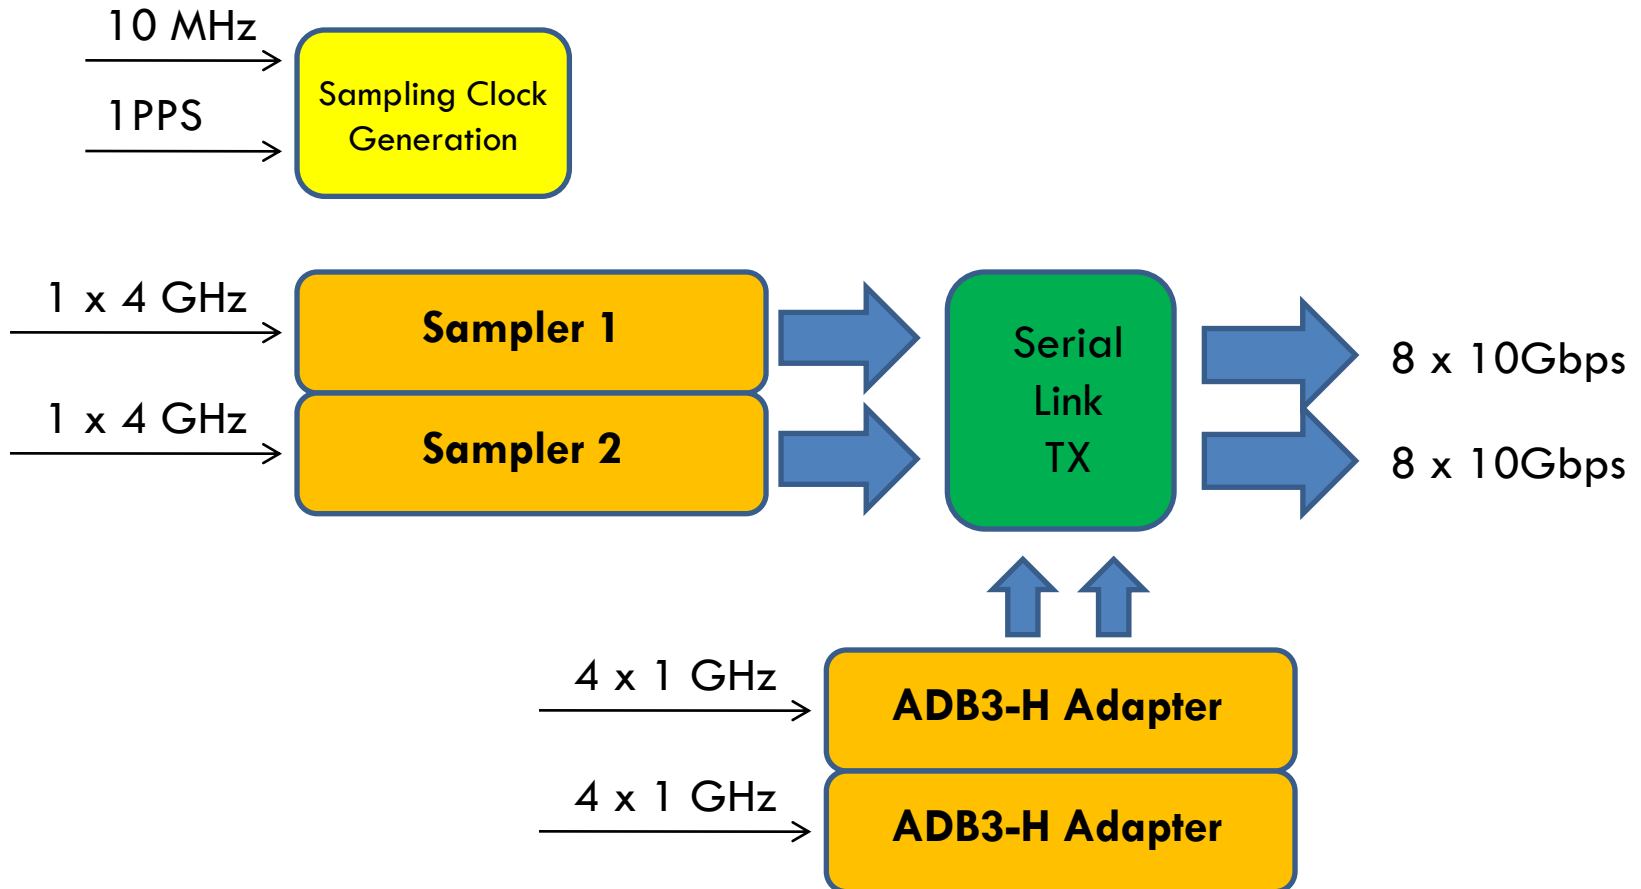 10 MHz
1PPS
Sampling Clock
Generation
1 x 4 GHz
Sampler 1
1 x 4 GHz
Sampler 2
Serial
Link
TX
8 x 10Gbps
8 x 10Gbps
4 x 1 GHz
ADB3-H Adapter
4 x 1 GHz
ADB3-H Adapter